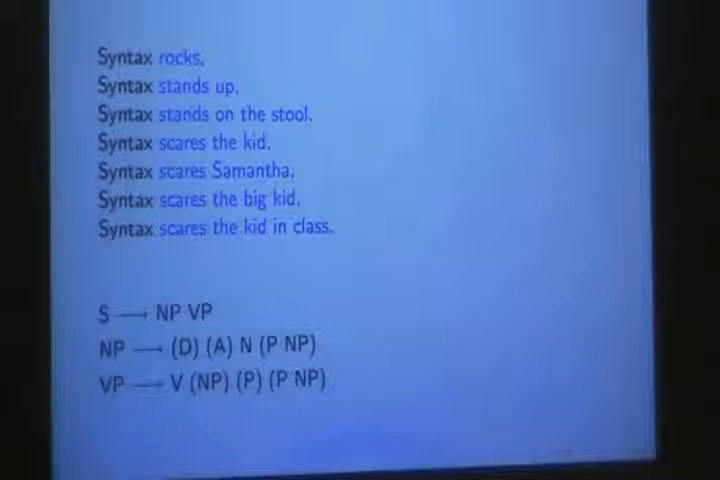 Syntax rocks.
Syntax stands up.
Syntax stands on the stool.
Syntax scares the kid.
Syntax scares Samantha.
Syntax scares the big kid.
Syntax scares the kid in class.
S → NP VP
NP → (D) (A) N (P NP)
VP → V (NP) (P) (P NP)